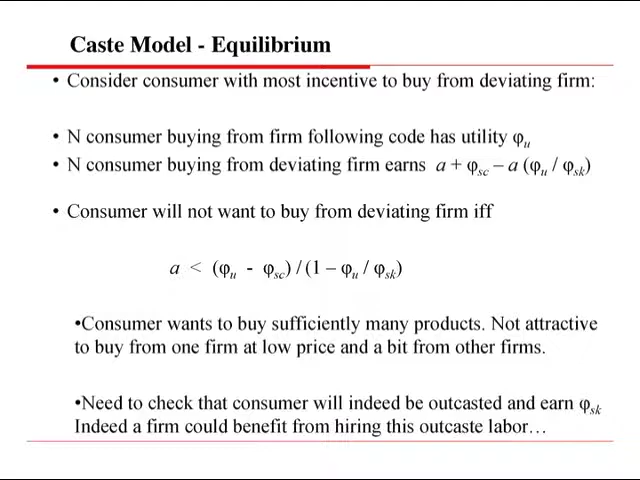 Caste Model - Equilibrium
• Consider consumer with most incentive to buy from deviating firm:
• N consumer buying from firm following code has utility φu
• N consumer buying from deviating firm earns a + φsc – a (φu / φsk)
• Consumer will not want to buy from deviating firm iff
a < (φu - φsc) / (1 – φu / φsk)
•Consumer wants to buy sufficiently many products. Not attractive
to buy from one firm at low price and a bit from other firms.
•Need to check that consumer will indeed be outcasted and earn φsk
Indeed a firm could benefit from hiring this outcaste labor…